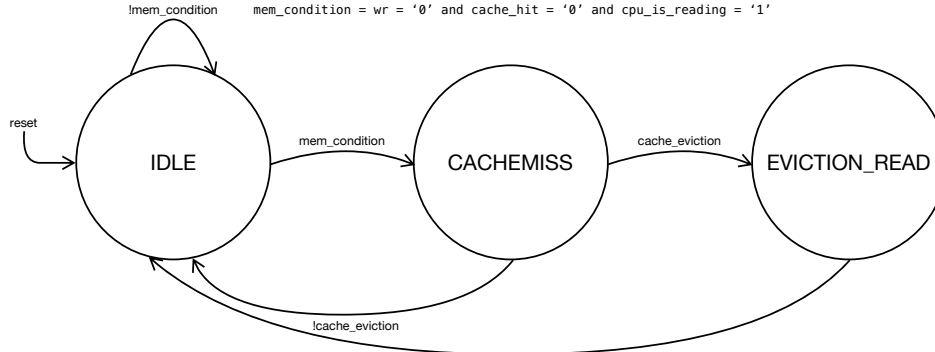 !mem_condition
mem_condition = wr = ‘0’ and cache_hit = ‘0’ and cpu_is_reading = ‘1’
reset
IDLE
mem_condition
CACHEMISS
cache_eviction
EVICTION_READ
!cache_eviction